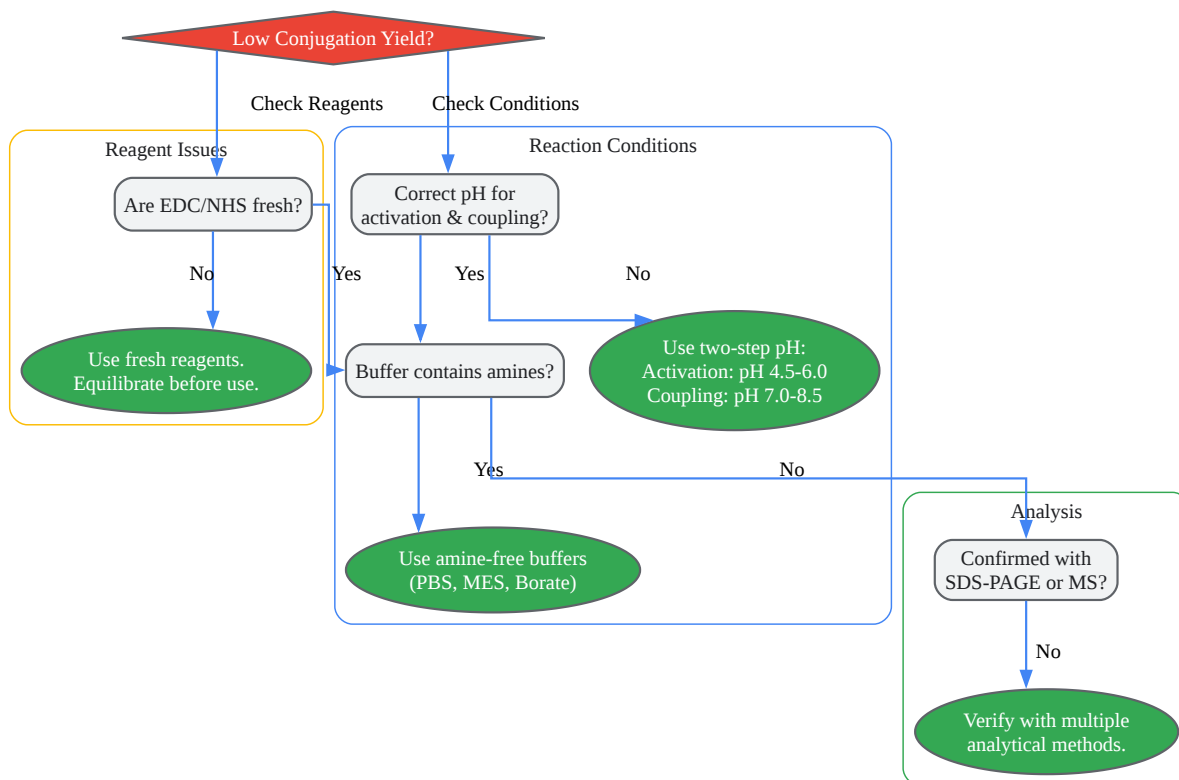 Low Conjugation Yield?
Check Reagents
Check Conditions
Reagent Issues
Reaction Conditions
Are EDC/NHS fresh?
Correct pH for
activation & coupling?
No
Yes
Yes
No
Use fresh reagents.
Equilibrate before use.
Buffer contains amines?
Use two-step pH:
Activation: pH 4.5-6.0
Coupling: pH 7.0-8.5
Yes
No
Analysis
Use amine-free buffers
(PBS, MES, Borate)
Confirmed with
SDS-PAGE or MS?
No
Verify with multiple
analytical methods.